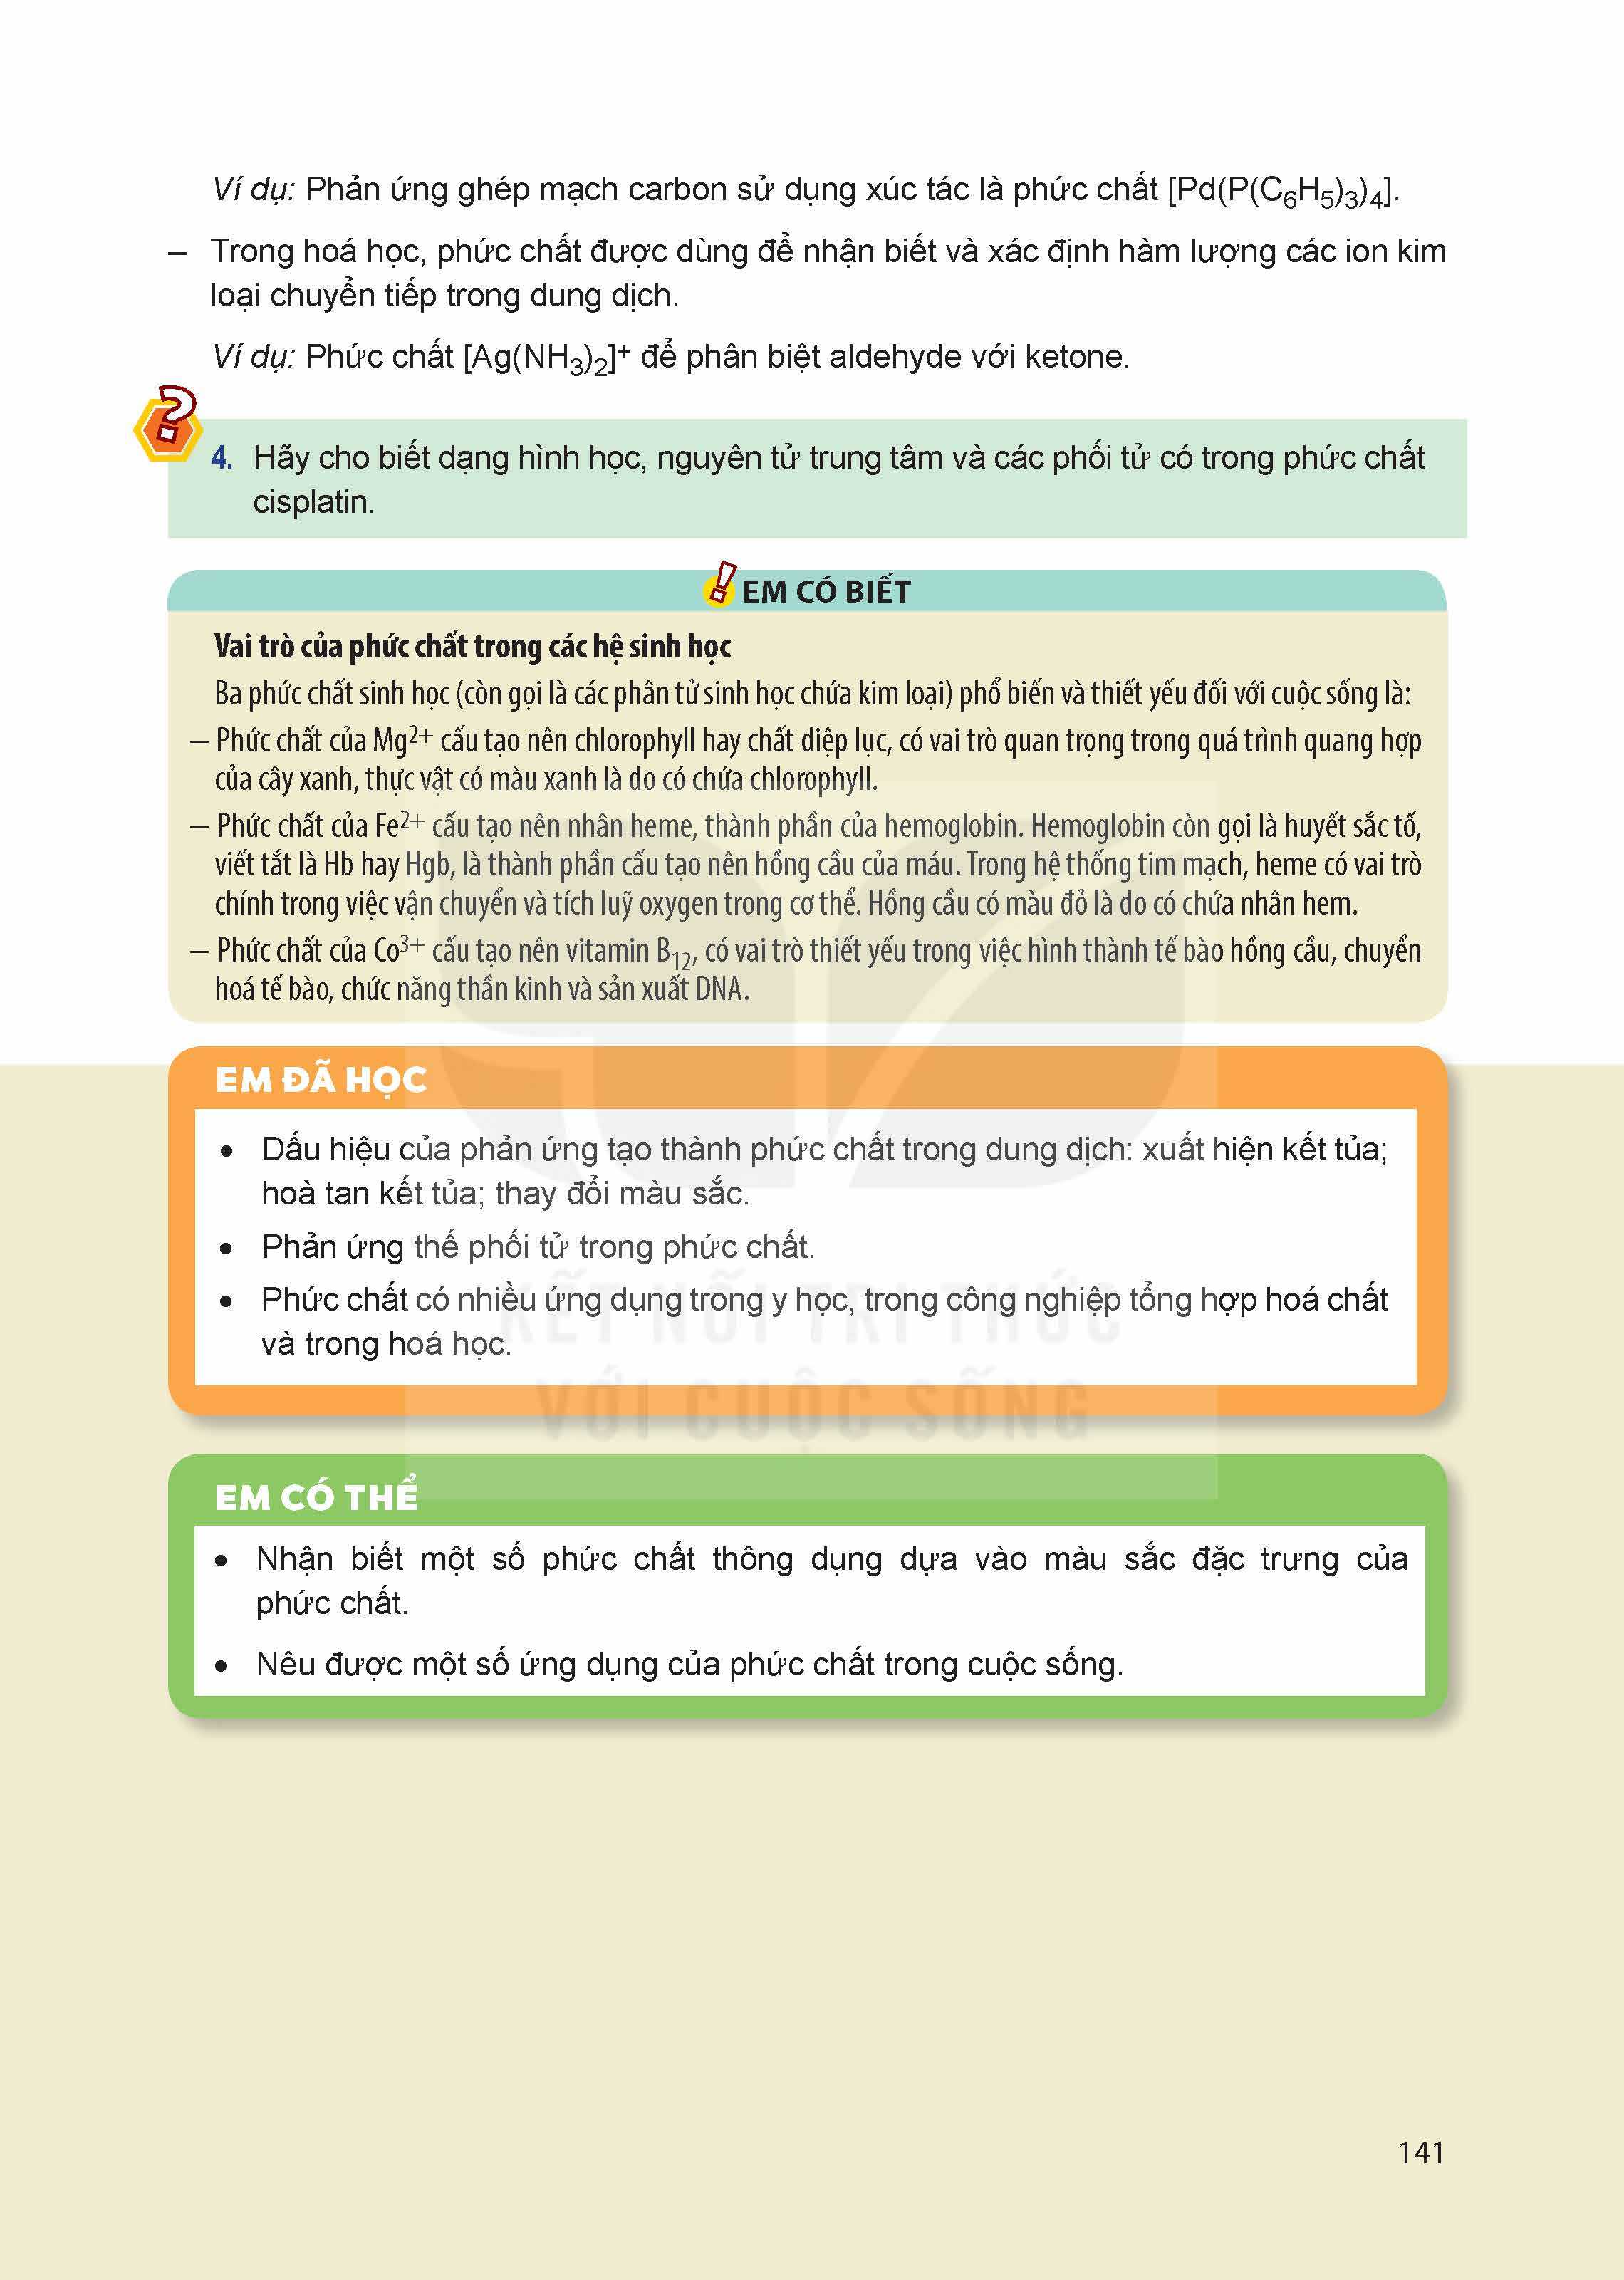 Ví dụ: Phản ứng ghép mạch carbon sử dụng xúc tác là phức chất [Pd(P(C₆H₅)₃)₄].
– Trong hoá học, phức chất được dùng để nhận biết và xác định hàm lượng các ion kim
loại chuyển tiếp trong dung dịch.
Ví dụ: Phức chất [Ag(NH₃)₂]⁺ để phân biệt aldehyde với ketone.
?
4. Hãy cho biết dạng hình học, nguyên tử trung tâm và các phối tử có trong phức chất
cisplatin.
! EM CÓ BIẾT
Vai trò của phức chất trong các hệ sinh học
Ba phức chất sinh học (còn gọi là các phân tử sinh học chứa kim loại) phổ biến và thiết yếu đối với cuộc sống là:
– Phức chất của Mg²⁺ cấu tạo nên chlorophyll hay chất diệp lục, có vai trò quan trọng trong quá trình quang hợp
của cây xanh, thực vật có màu xanh là do có chứa chlorophyll.
– Phức chất của Fe²⁺ cấu tạo nên nhân heme, thành phần của hemoglobin. Hemoglobin còn gọi là huyết sắc tố,
viết tắt là Hb hay Hgb, là thành phần cấu tạo nên hồng cầu của máu. Trong hệ thống tim mạch, heme có vai trò
chính trong việc vận chuyển và tích luỹ oxygen trong cơ thể. Hồng cầu có màu đỏ là do có chứa nhân hem.
– Phức chất của Co³⁺ cấu tạo nên vitamin B₁₂, có vai trò thiết yếu trong việc hình thành tế bào hồng cầu, chuyển
hoá tế bào, chức năng thần kinh và sản xuất DNA.
EM ĐÃ HỌC
• Dấu hiệu của phản ứng tạo thành phức chất trong dung dịch: xuất hiện kết tủa;
hoà tan kết tủa; thay đổi màu sắc.
• Phản ứng thế phối tử trong phức chất.
• Phức chất có nhiều ứng dụng trong y học, trong công nghiệp tổng hợp hoá chất
và trong hoá học.
KẾT NỐI TRI THỨC
VỚI CUỘC SỐNG
EM CÓ THỂ
• Nhận biết một số phức chất thông dụng dựa vào màu sắc đặc trưng của
phức chất.
• Nêu được một số ứng dụng của phức chất trong cuộc sống.
141